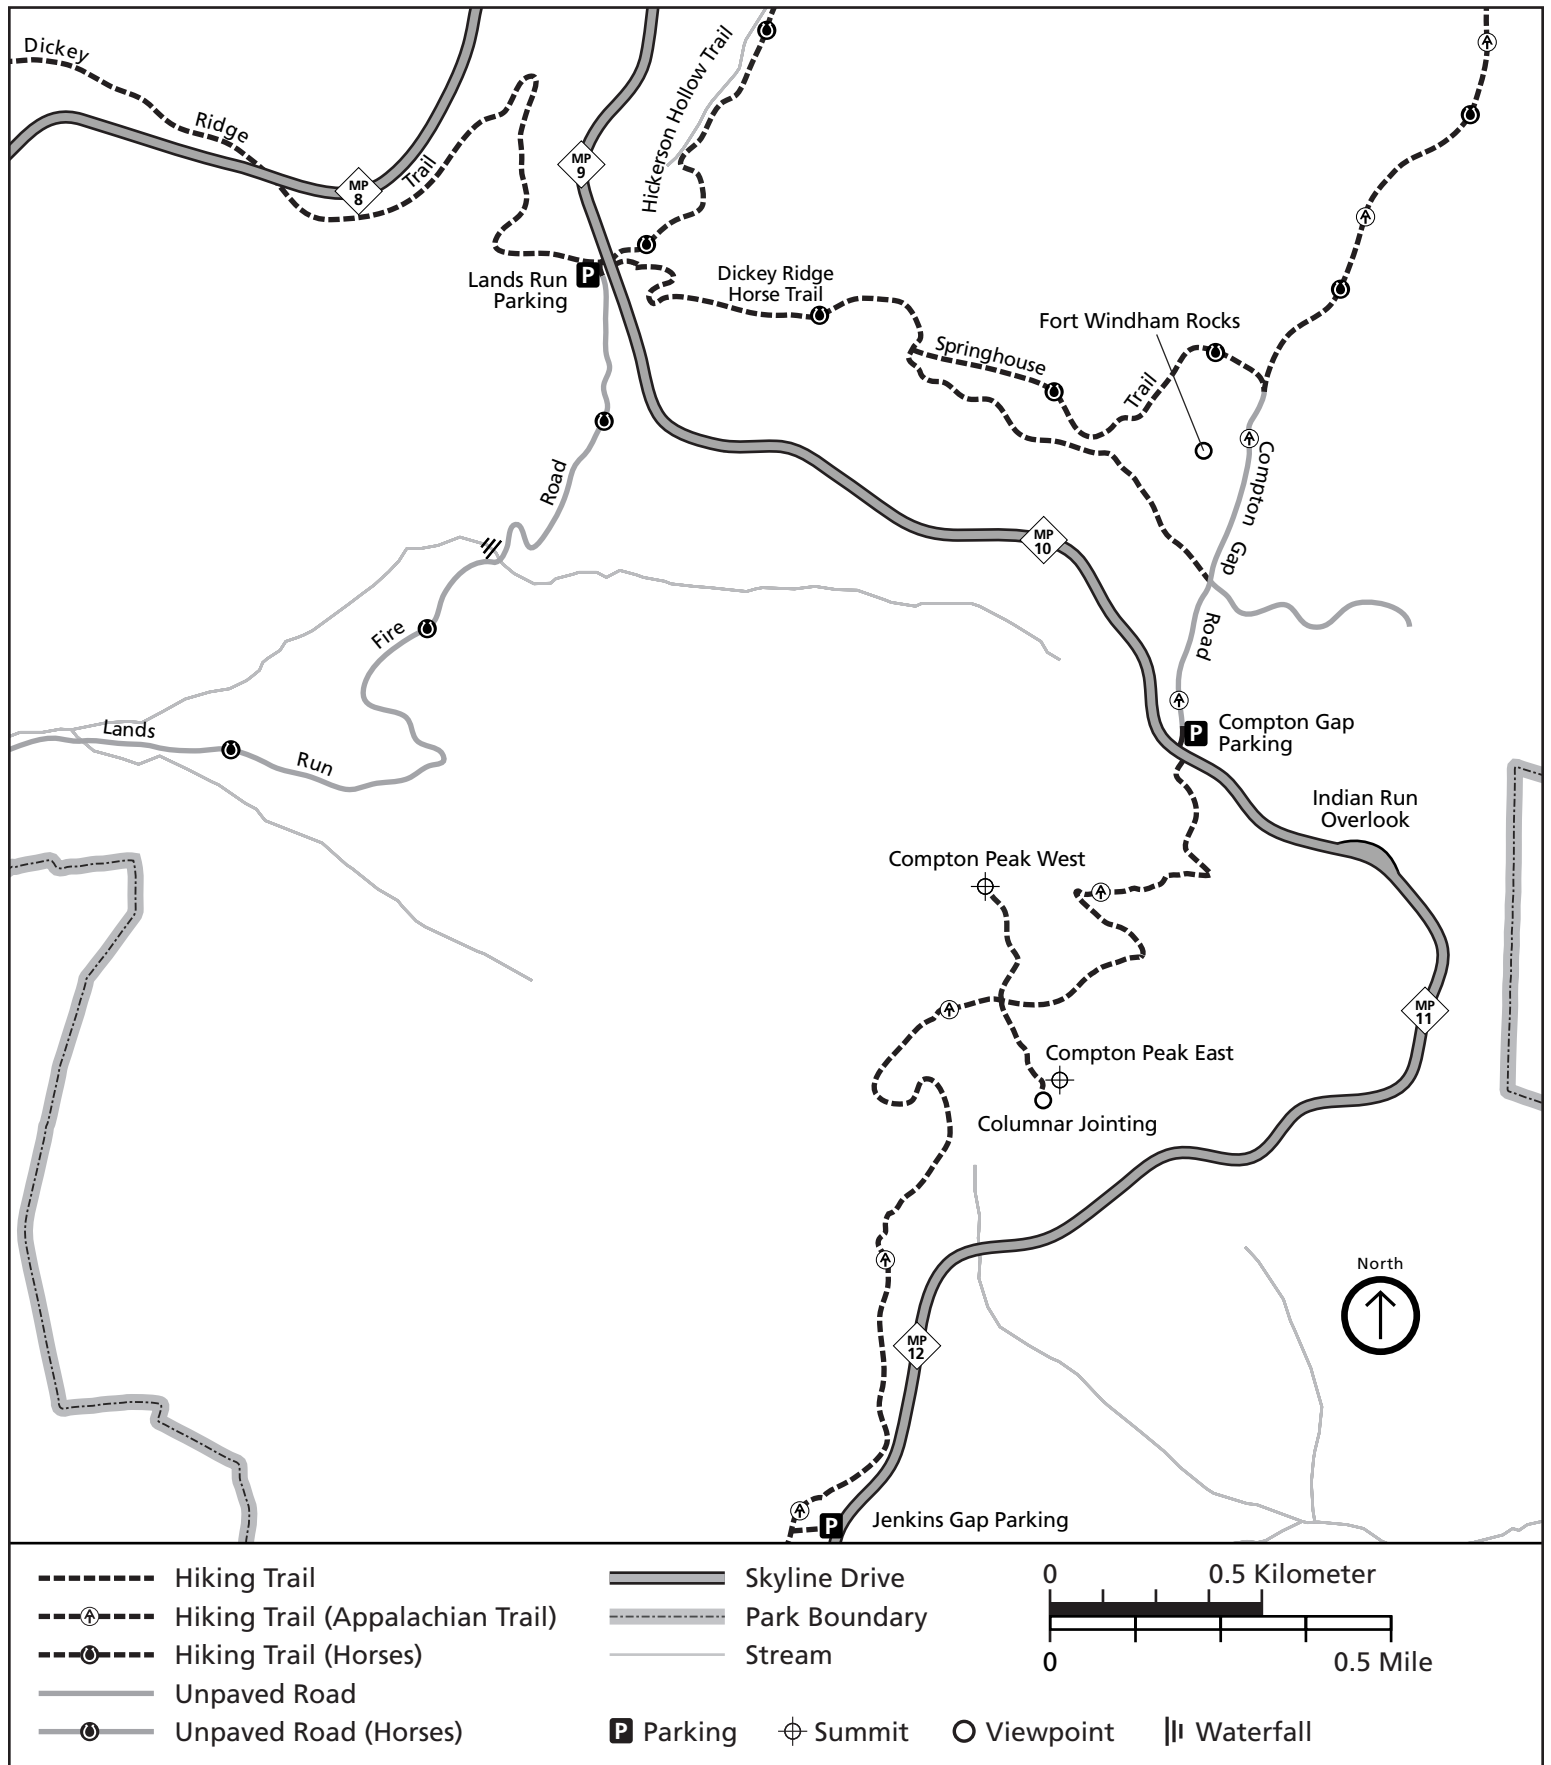 Dickey
Ridge
Trail
MP
8
MP
9
Hickerson Hollow Trail
P
Lands Run
Parking
Dickey Ridge
Horse Trail
Fort Windham Rocks
Springhouse
Trail
Compton
Gap
Road
Road
Fire
Lands
Run
MP
10
P
Compton Gap
Parking
Indian Run
Overlook
Compton Peak West
MP
11
Compton Peak East
Columnar Jointing
North
MP
12
P
Jenkins Gap Parking
Hiking Trail
Hiking Trail (Appalachian Trail)
Hiking Trail (Horses)
Unpaved Road
Unpaved Road (Horses)
Skyline Drive
Park Boundary
Stream
P Parking
Summit
Viewpoint
Waterfall
0 0.5 Kilometer
0 0.5 Mile